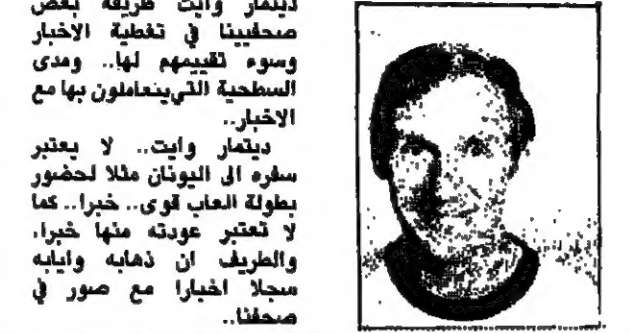 ديتمار وايت طريقة بعض
صحفيينا في تغطية الاخبار
وسوء تقييمهم لها.. ومدى
السطحية التي يتعاملون بها مع
الاخبار..
ديتمار وايت.. لا يعتبر
سفره الى اليونان مثلا لحضور
بطولة العاب قوى.. خبرا.. كما
لا تعتبر عودته منها خبرا.
والطريف ان ذهابه وايابه
سجلا اخبارا مع صور في
صحفنا..